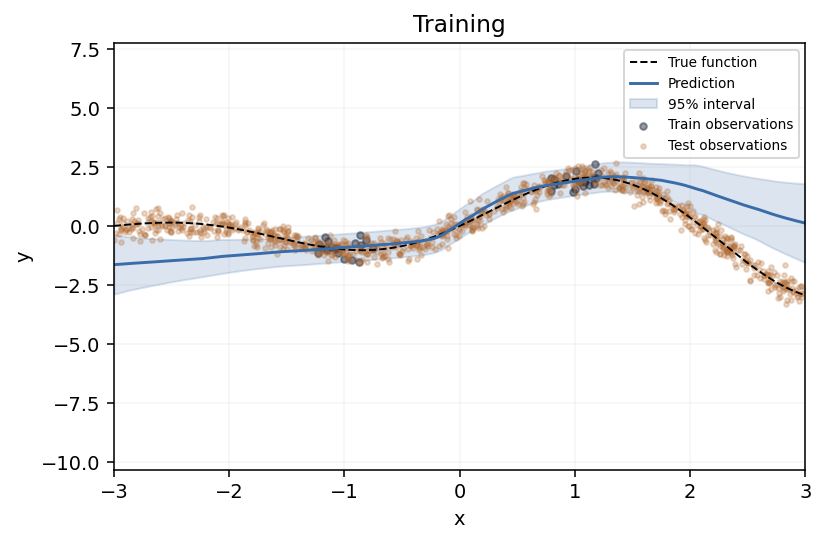 Training
7.5
5.0
2.5
0.0
−2.5
−5.0
−7.5
−10.0
y
True function
Prediction
95% interval
Train observations
Test observations
−3 −2 −1 0 1 2 3
x